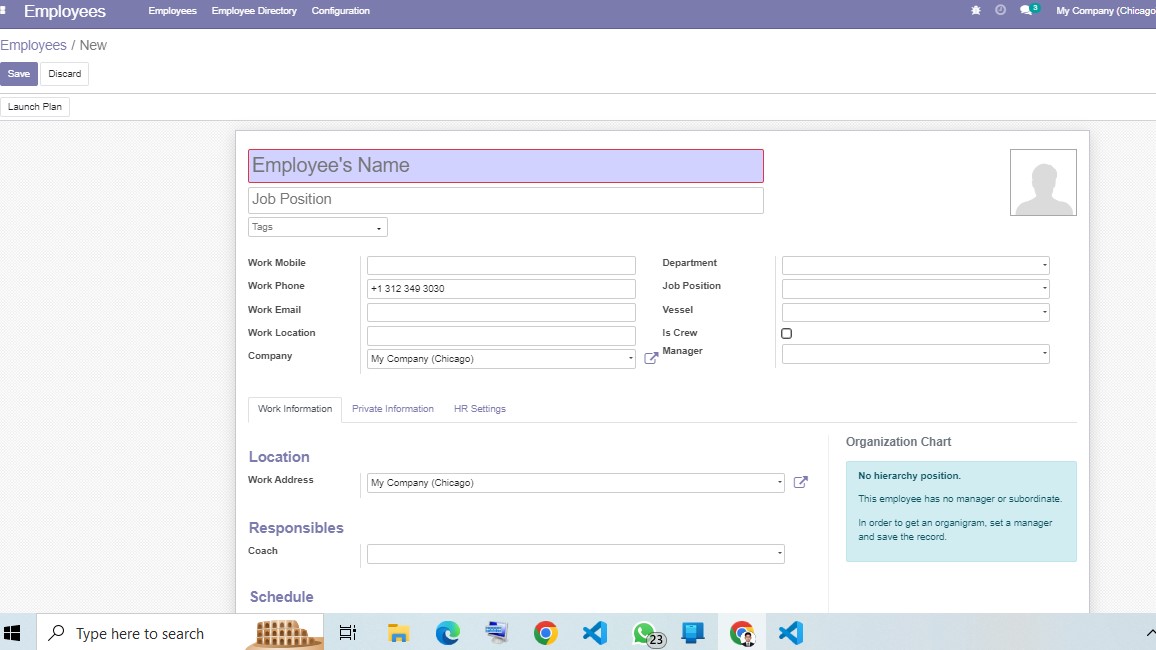 Employees Employees Employee Directory Configuration 3 My Company (Chicago
Employees / New
Save Discard
Launch Plan
Employee's Name
Job Position
Tags
Work Mobile
Department
Work Phone +1 312 349 3030
Job Position
Work Email
Vessel
Work Location
Is Crew
Company My Company (Chicago)
Manager
Work Information Private Information HR Settings
Organization Chart
Location
No hierarchy position.
Work Address My Company (Chicago)
This employee has no manager or subordinate.
In order to get an organigram, set a manager
and save the record.
Responsibles
Coach
Schedule
Type here to search 23